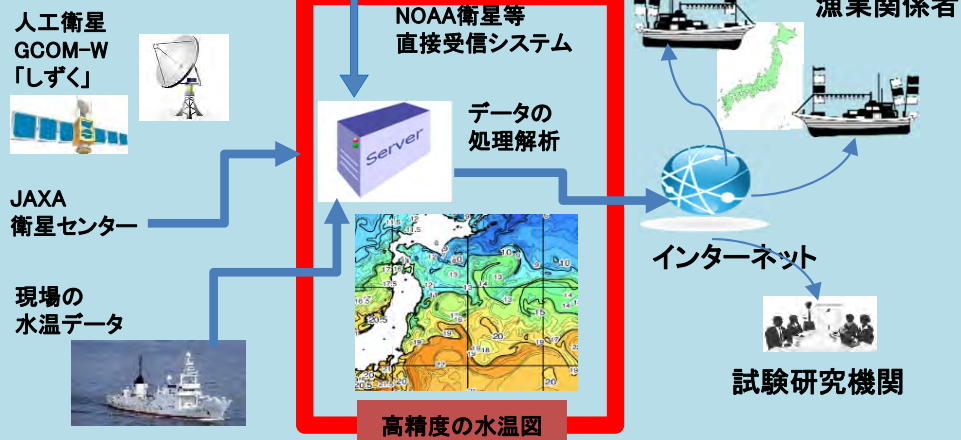 人工衛星
GCOM-W
「しずく」
JAXA
衛星センター
現場の
水温データ
NOAA衛星等
直接受信システム
Server
データの
処理解析
高精度の水温図
漁業関係者
インターネット
試験研究機関